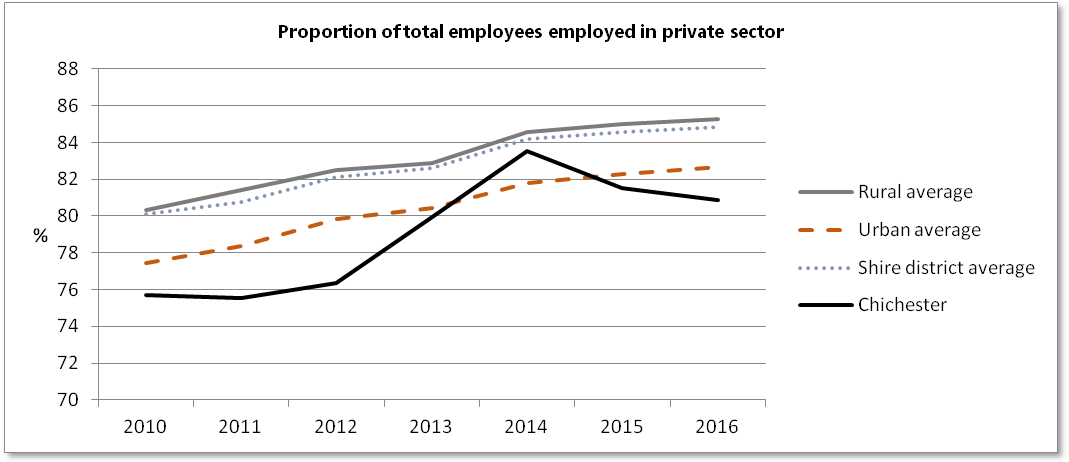 Proportion of total employees employed in private sector
88
86
84
82
80
78
76
74
72
70
%
2010 2011 2012 2013 2014 2015 2016
Rural average
Urban average
Shire district average
Chichester